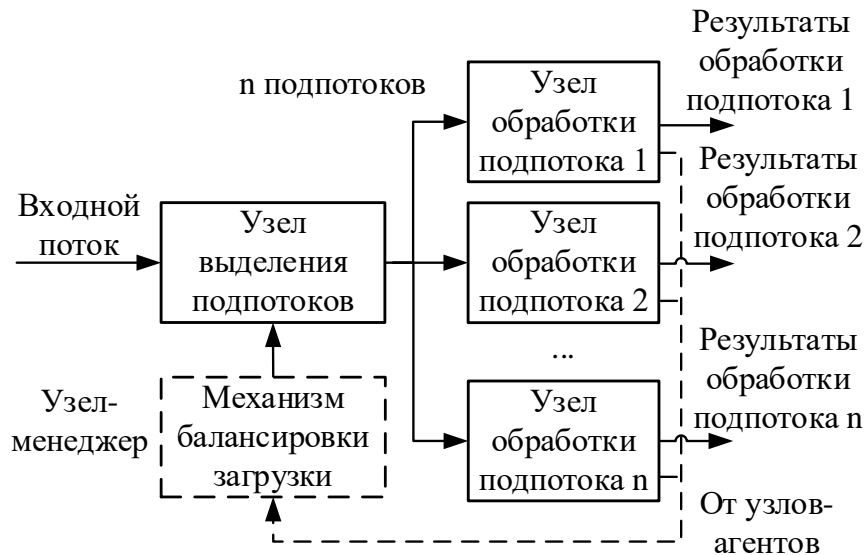 Результаты
обработки
подпотока 1
n подпотоков
Узел
обработки
подпотока 1
Результаты
обработки
подпотока 2
Входной
поток
Узел
выделения
подпотоков
Узел
обработки
подпотока 2
...
Результаты
обработки
подпотока n
Узел-
менеджер
Механизм
балансировки
загрузки
Узел
обработки
подпотока n
От узлов-
агентов